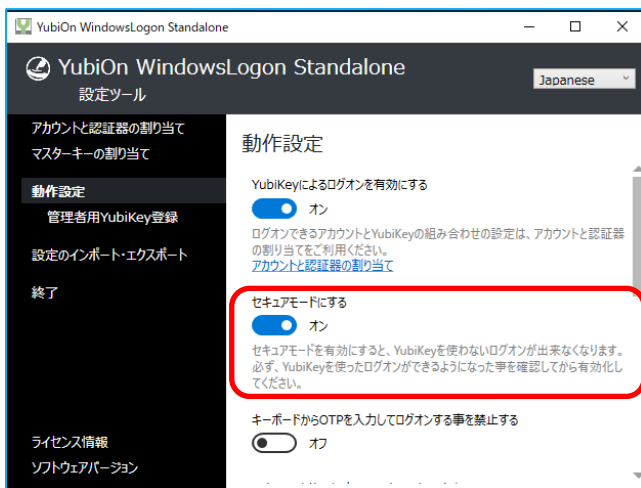 YubiOn WindowsLogon Standalone
YubiOn WindowsLogon Standalone
設定ツール
Japanese
アカウントと認証器の割り当て
マスターキーの割り当て
動作設定
管理者用YubiKey登録
設定のインポート・エクスポート
終了
ライセンス情報
ソフトウェアバージョン
動作設定
YubiKeyによるログオンを有効にする
オン
ログオンできるアカウントとYubiKeyの組み合わせの設定は、アカウントと認証器
の割り当てをご利用ください。
アカウントと認証器の割り当て
セキュアモードにする
オン
セキュアモードを有効にすると、YubiKeyを使わないログオンが出来なくなります。
必ず、YubiKeyを使ったログオンができるようになった事を確認してから有効化し
てください。
キーボードからOTPを入力してログオンする事を禁止する
オフ